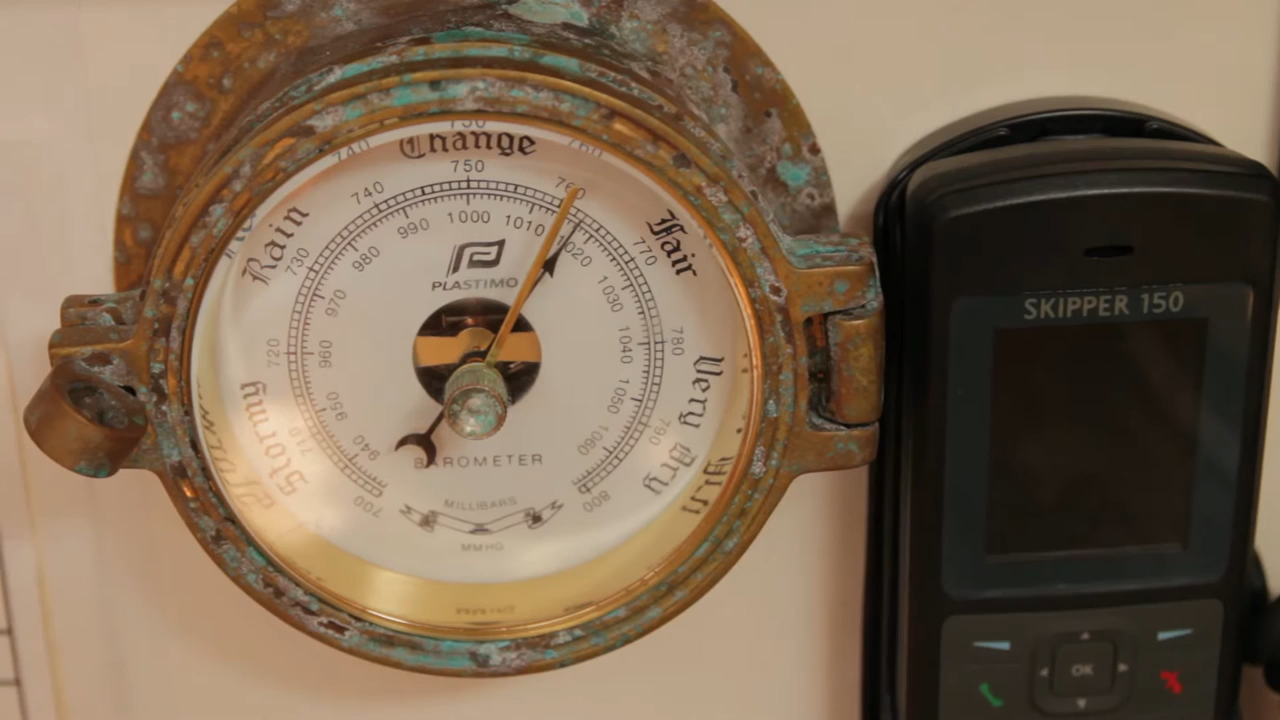 Change
Rain
Fair
Stormy
Very Dry
700
710
720
730
740
750
760
770
780
790
800
940
950
960
970
980
990
1000
1010
1020
1030
1040
1050
1060
PLASTIMO
BAROMETER
MILLIBARS
MMHG
SKIPPER 150
OK